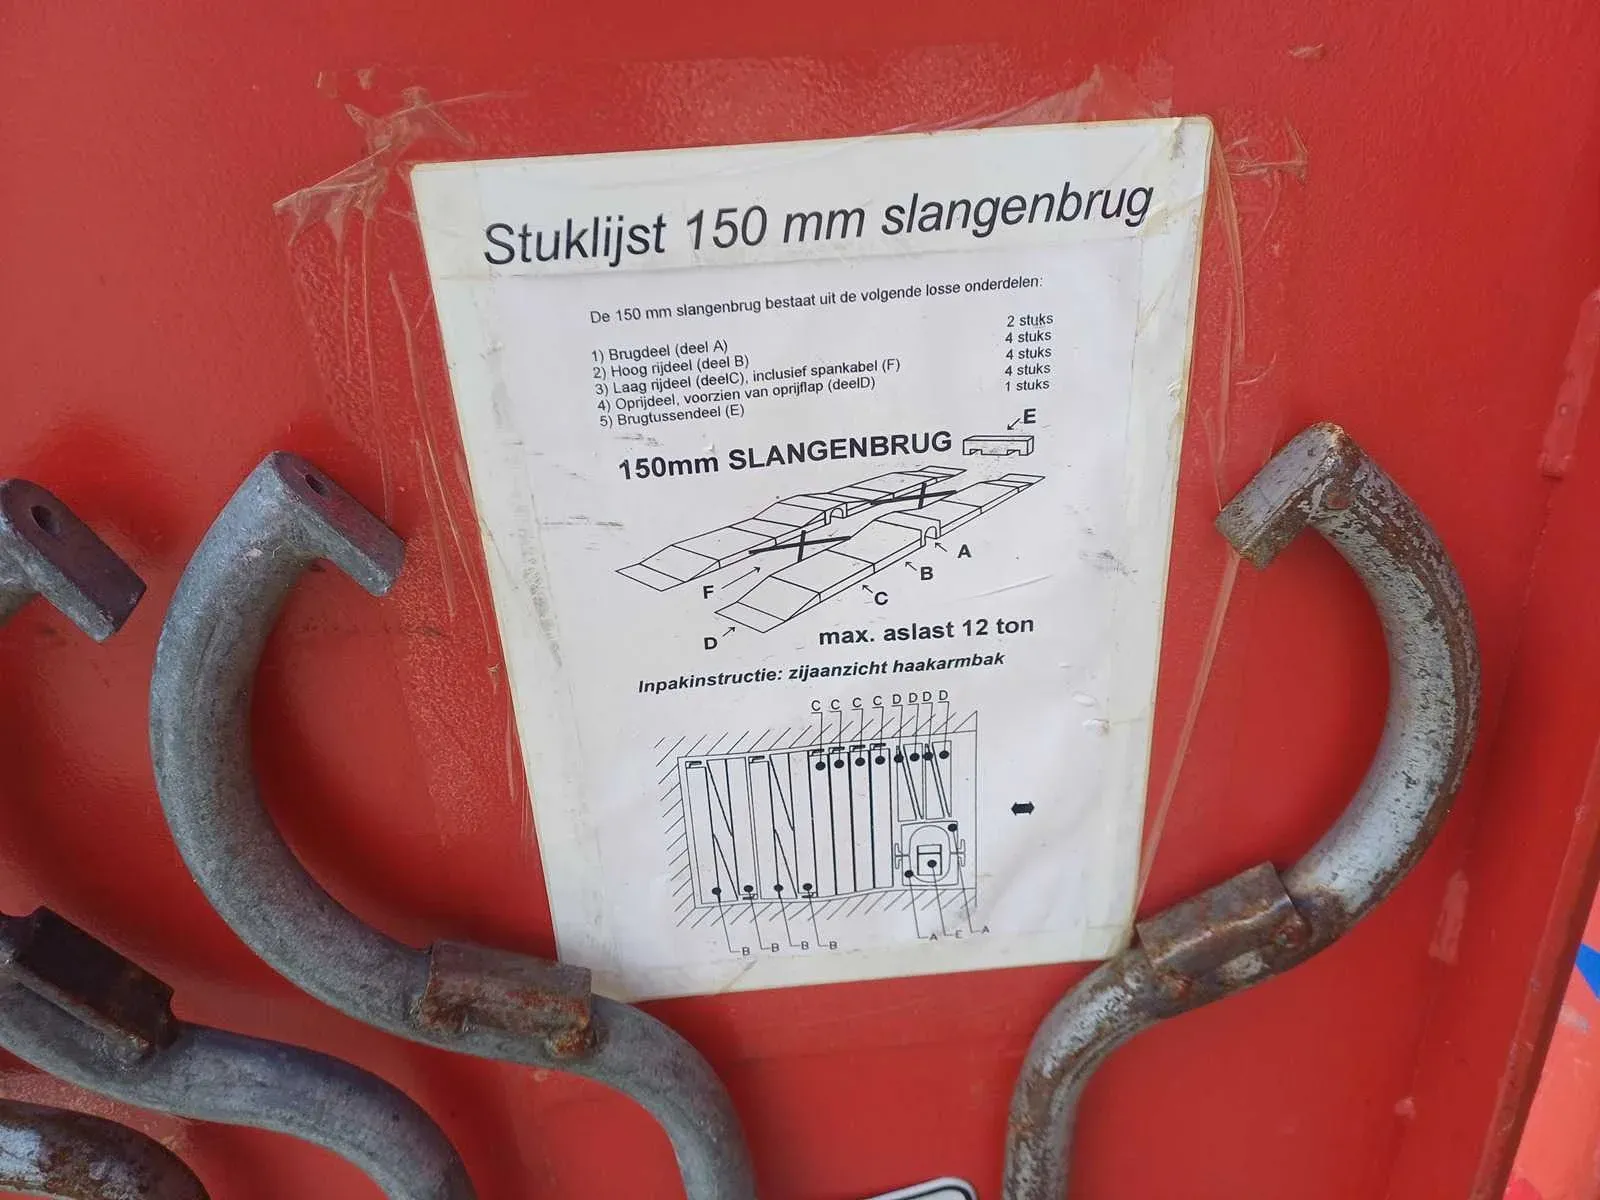 Stuklijst 150 mm slangenbrug
De 150 mm slangenbrug bestaat uit de volgende losse onderdelen:
1) Brugdeel (deel A) 2 stuks
2) Hoog rijdeel (deel B) 4 stuks
3) Laag rijdeel (deelC), inclusief spankabel (F) 4 stuks
4) Oprijdeel, voorzien van oprijflap (deelD) 4 stuks
5) Brugtussendeel (E) 1 stuks
E
150mm SLANGENBRUG
A
B
F
C
D
max. aslast 12 ton
Inpakinstructie: zijaanzicht haakarmbak
C C C C D D D D
B B B B A E A